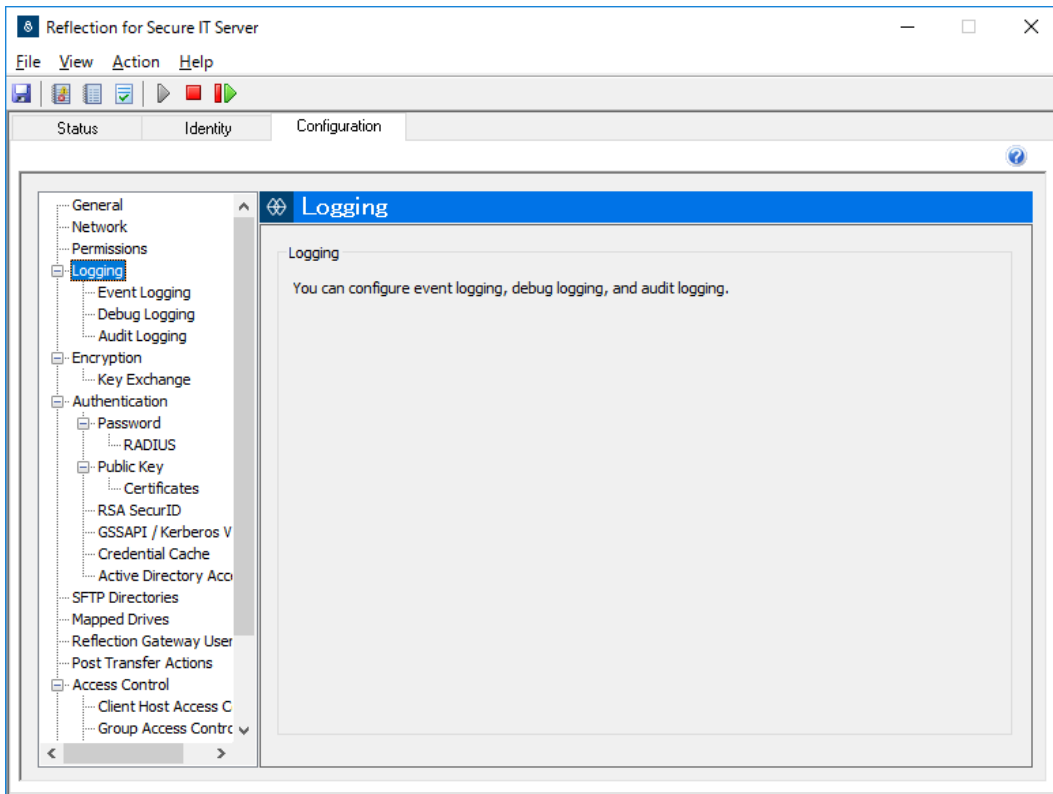 Reflection for Secure IT Server
File View Action Help
Status Identity Configuration
General
Network
Permissions
Logging
Event Logging
Debug Logging
Audit Logging
Encryption
Key Exchange
Authentication
Password
RADIUS
Public Key
Certificates
RSA SecurID
GSSAPI / Kerberos V
Credential Cache
Active Directory Acc
SFTP Directories
Mapped Drives
Reflection Gateway User
Post Transfer Actions
Access Control
Client Host Access C
Group Access Contr
Logging
Logging
You can configure event logging, debug logging, and audit logging.